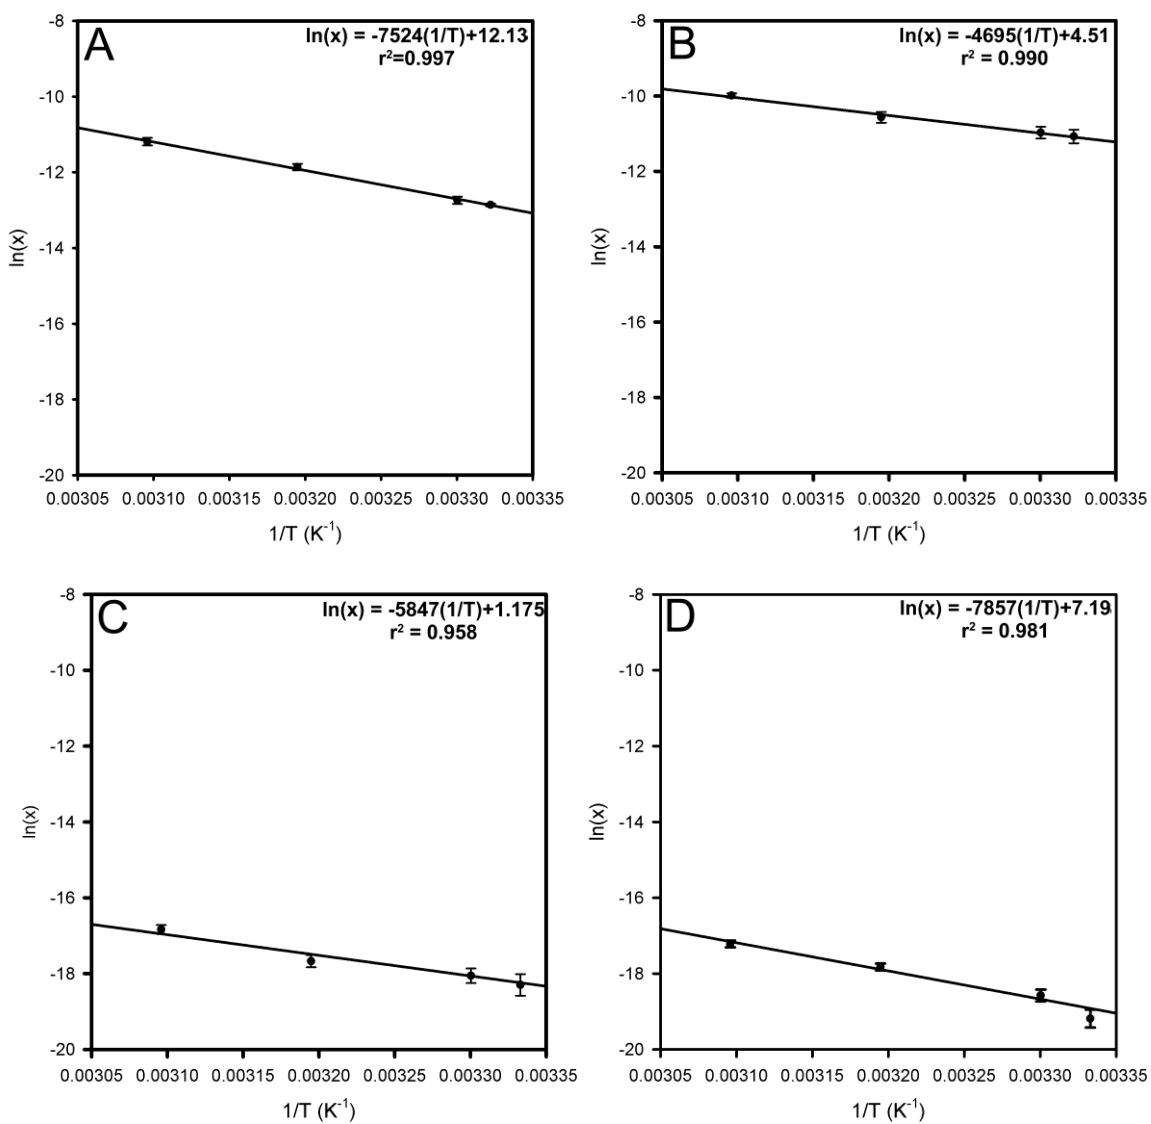 A
ln(x) = -7524(1/T)+12.13
r²=0.997
-8
-10
-12
-14
-16
-18
-20
ln(x)
0.00305 0.00310 0.00315 0.00320 0.00325 0.00330 0.00335
1/T (K⁻¹)
B
ln(x) = -4695(1/T)+4.51
r² = 0.990
-8
-10
-12
-14
-16
-18
-20
ln(x)
0.00305 0.00310 0.00315 0.00320 0.00325 0.00330 0.00335
1/T (K⁻¹)
C
ln(x) = -5847(1/T)+1.175
r² = 0.958
-8
-10
-12
-14
-16
-18
-20
ln(x)
0.00305 0.00310 0.00315 0.00320 0.00325 0.00330 0.00335
1/T (K⁻¹)
D
ln(x) = -7857(1/T)+7.19
r² = 0.981
-8
-10
-12
-14
-16
-18
-20
ln(x)
0.00305 0.00310 0.00315 0.00320 0.00325 0.00330 0.00335
1/T (K⁻¹)